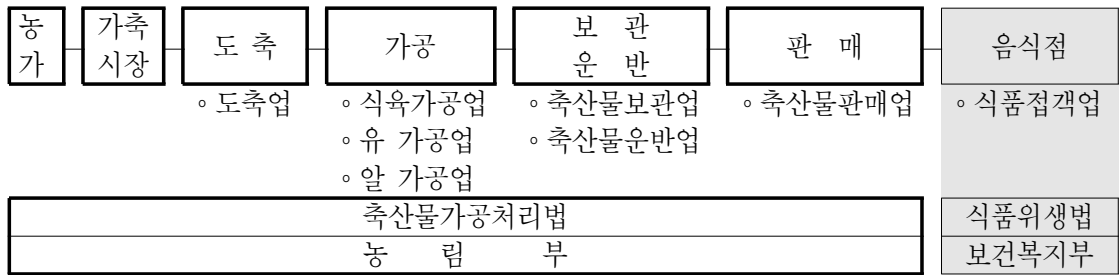 농가
가축시장
도 축
가공
보 관
운 반
판 매
음식점
◦ 도축업
◦ 식육가공업
◦ 유 가공업
◦ 알 가공업
◦ 축산물보관업
◦ 축산물운반업
◦ 축산물판매업
◦ 식품접객업
축산물가공처리법
식품위생법
농 림 부
보건복지부